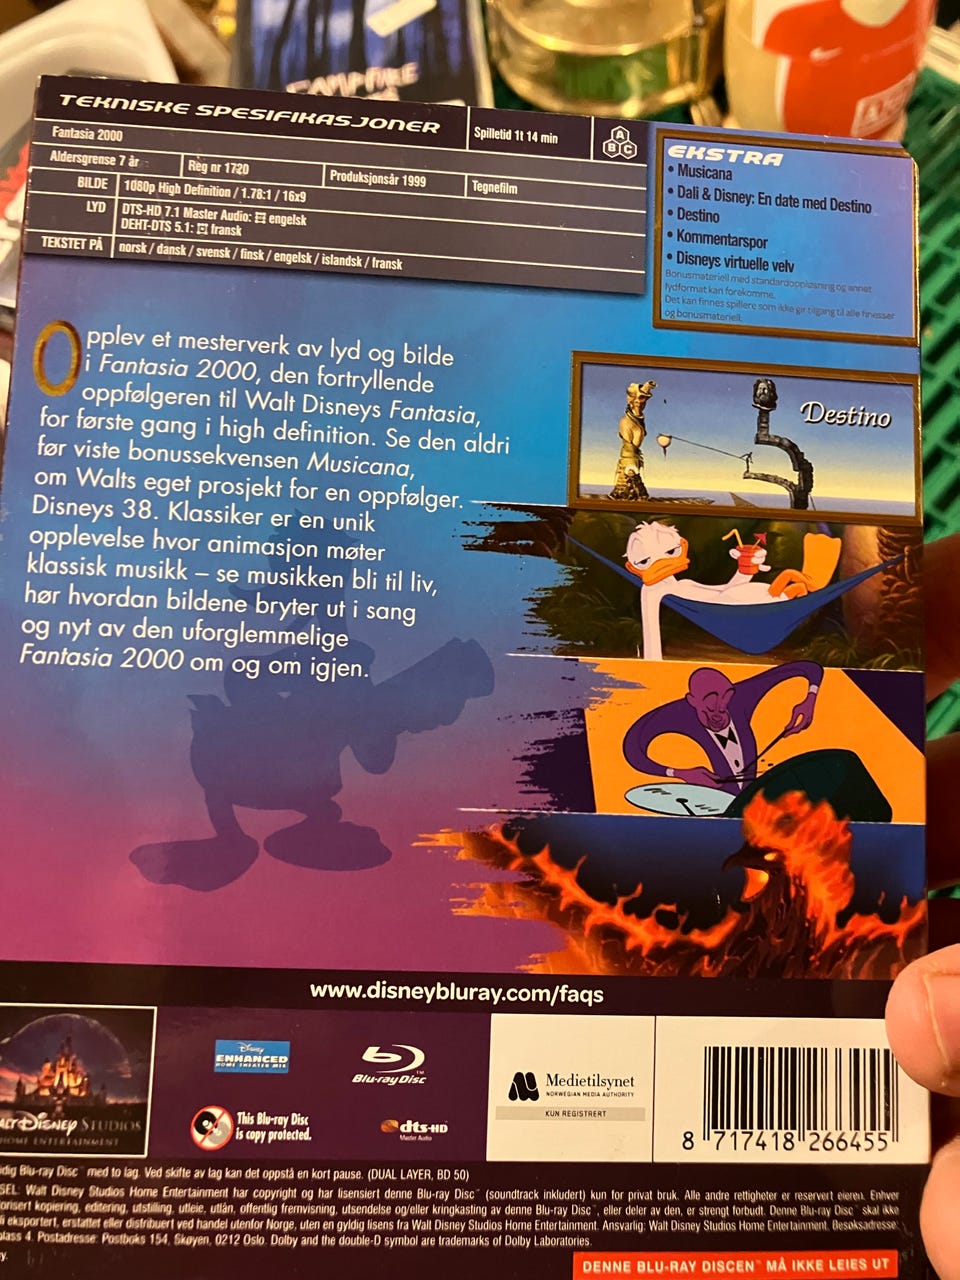 TEKNISKE SPESIFIKASJONER
Spilletid 1t 14 min
A
B C
Fantasia 2000
Aldersgrense 7 år
Reg nr 1720
Produksjonsår 1999
Tegnefilm
BILDE
1080p High Definition / 1.78:1 / 16x9
LYD
DTS-HD 7.1 Master Audio: engelsk
DEHT-DTS 5.1: fransk
TEKSTET PÅ
norsk / dansk / svensk / finsk / engelsk / islandsk / fransk
EKSTRA
• Musicana
• Dali & Disney: En date med Destino
• Destino
• Kommentarspor
• Disneys virtuelle velv
Bonusmateriell med standardoppløsning og annet
lydformat kan forekomme.
Det kan finnes spillere som ikke gir tilgang til alle finesser
og bonusmateriell.
Opplev et mesterverk av lyd og bilde
i Fantasia 2000, den fortryllende
oppfølgeren til Walt Disneys Fantasia,
for første gang i high definition. Se den aldri
før viste bonussekvensen Musicana,
om Walts eget prosjekt for en oppfølger.
Disneys 38. Klassiker er en unik
opplevelse hvor animasjon møter
klassisk musikk – se musikken bli til liv,
hør hvordan bildene bryter ut i sang
og nyt av den uforglemmelige
Fantasia 2000 om og om igjen.
Destino
www.disneybluray.com/faqs
DISNEY STUDIOS
HOME ENTERTAINMENT
Disney
ENHANCED
HOME THEATER MIX
Blu-ray Disc™
This Blu-ray Disc
is copy protected.
dts-HD
Master Audio
Medietilsynet
NORWEGIAN MEDIA AUTHORITY
KUN REGISTRERT
8 717418 266455
Blu-ray Disc™ med to lag. Ved skifte av lag kan det oppstå en kort pause. (DUAL LAYER, BD 50)
Walt Disney Studios Home Entertainment har copyright og har lisensiert denne Blu-ray Disc™ (soundtrack inkludert) kun for privat bruk. Alle andre rettigheter er reservert eieren. Enhver
kopiering, editering, utstilling, utleie, utlån, offentlig fremvisning, utsendelse og/eller kringkasting av denne Blu-ray Disc™, eller deler av den, er strengt forbudt. Denne Blu-ray Disc™ skal ikke
eksportert, erstattet eller distribuert ved handel utenfor Norge, uten en gyldig lisens fra Walt Disney Studios Home Entertainment. Ansvarlig: Walt Disney Studios Home Entertainment. Besøksadresse:
4. Postadresse: Postboks 154, Skøyen, 0212 Oslo. Dolby and the double-D symbol are trademarks of Dolby Laboratories.
DENNE BLU-RAY DISCEN™ MÅ IKKE LEIES UT